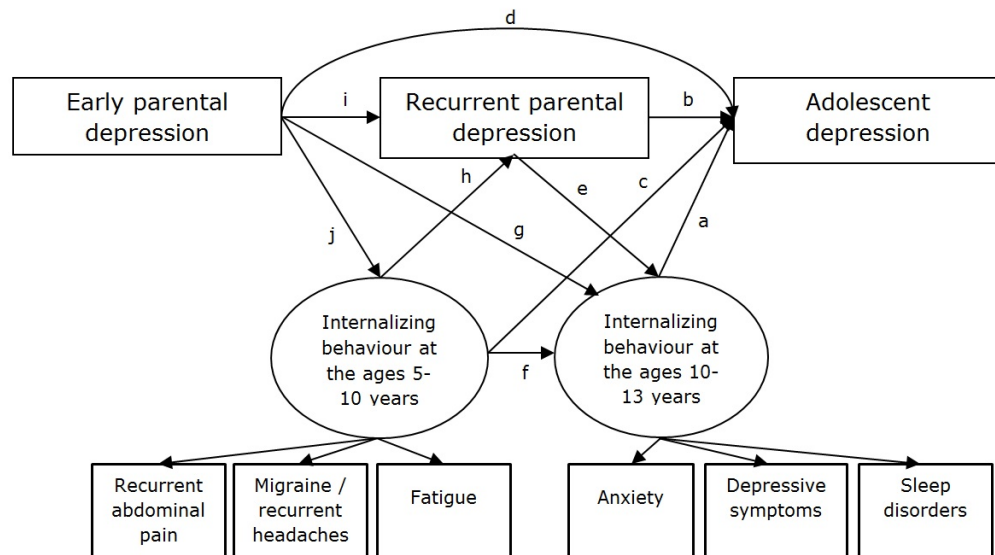 d
Early parental
depression
i
Recurrent parental
depression
b
Adolescent
depression
h
e
c
j
g
a
Internalizing
behaviour at
the ages 5-
10 years
f
Internalizing
behaviour at
the ages 10-
13 years
Recurrent
abdominal
pain
Migraine /
recurrent
headaches
Fatigue
Anxiety
Depressive
symptoms
Sleep
disorders